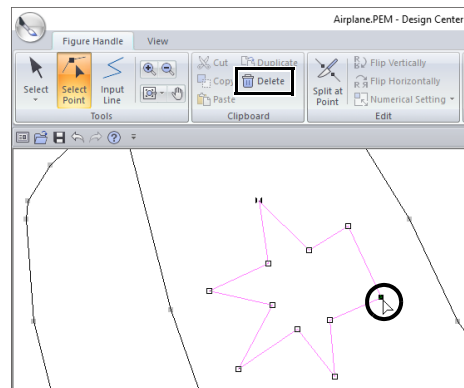 Airplane.PEM - Design Center
Figure Handle View
Select
Select Point
Input Line
Tools
Cut
Duplicate
Copy
Delete
Paste
Clipboard
Split at Point
Flip Vertically
Flip Horizontally
Numerical Setting
Edit